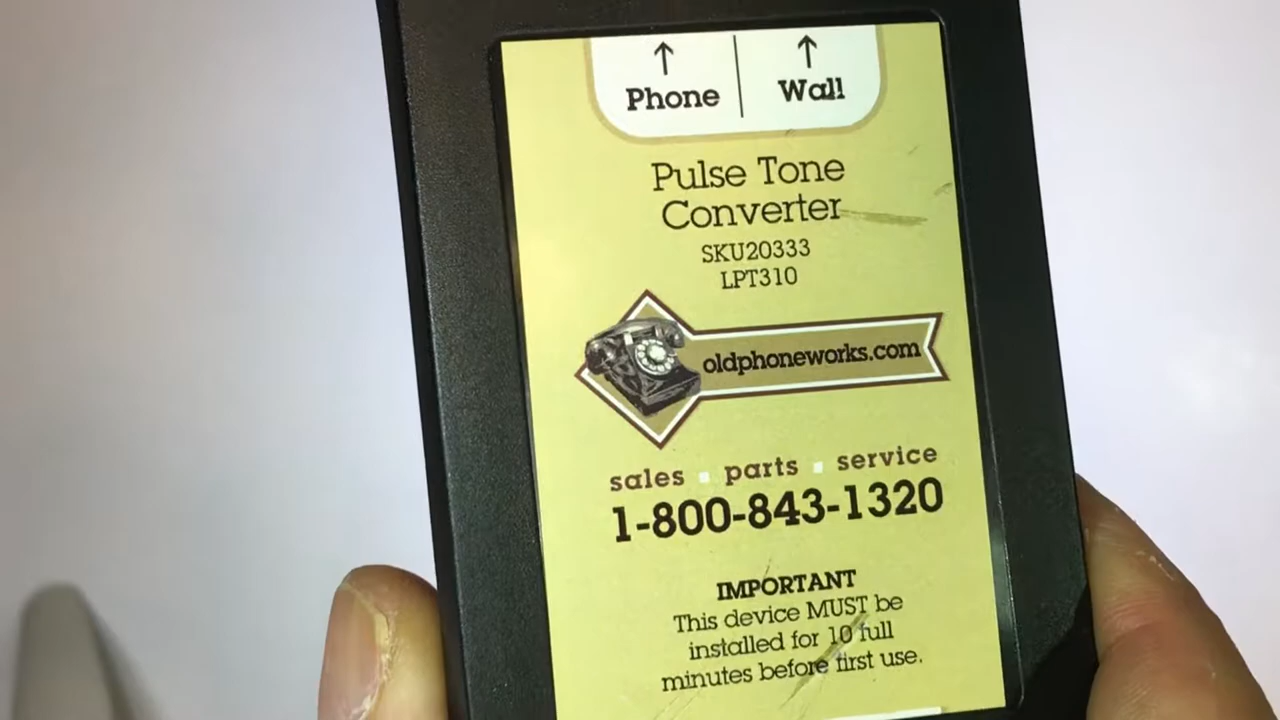 ↑ ↑
Phone | Wall
Pulse Tone
Converter
SKU20333
LPT310
oldphoneworks.com
sales ▪ parts ▪ service
1-800-843-1320
IMPORTANT
This device MUST be
installed for 10 full
minutes before first use.